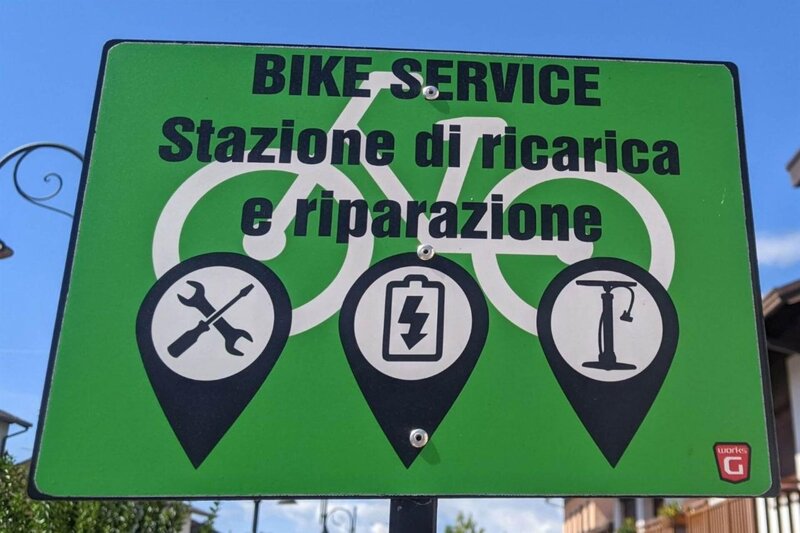 BIKE SERVICE
Stazione di ricarica
e riparazione
works
G